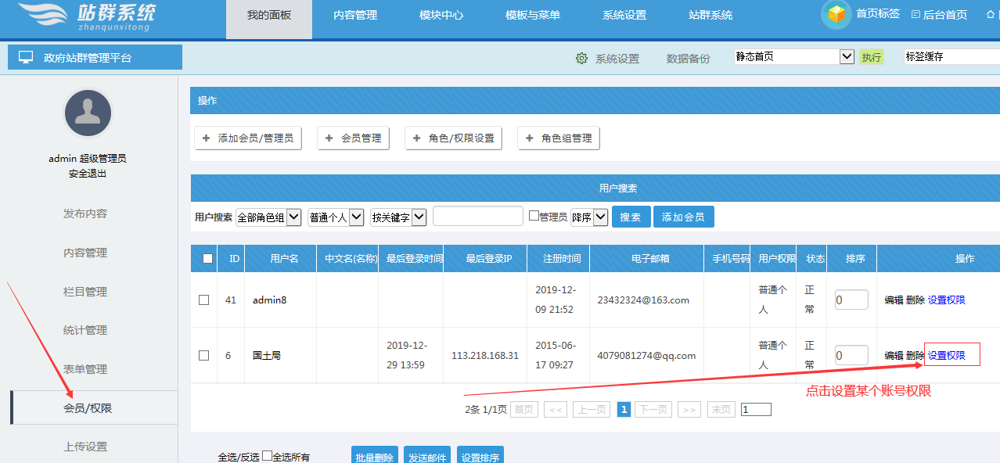 站群系统
zhanqunxitong
我的面板 内容管理 模块中心 模板与菜单 系统设置 站群系统 首页标签 后台首页
政府站群管理平台 系统设置 数据备份 静态首页 执行 标签缓存
admin 超级管理员
安全退出
发布内容
内容管理
栏目管理
统计管理
表单管理
会员/权限
上传设置
操作
添加会员/管理员 会员管理 角色/权限设置 角色组管理
用户搜索
用户搜索 全部角色组 普通个人 按关键字 管理员 降序 搜索 添加会员
ID 用户名 中文名(名称) 最后登录时间 最后登录IP 注册时间 电子邮箱 手机号码 用户权限 状态 排序 操作
41 admin8 2019-12-09 21:52 23432324@163.com 普通个人 正常 0 编辑 删除 设置权限
6 国土局 2019-12-29 13:59 113.218.168.31 2015-06-17 09:27 4079081274@qq.com 普通个人 正常 0 编辑 删除 设置权限
点击设置某个账号权限
2条 1/1页 首页 << 上一页 1 下一页 >> 末页 1
全选/反选 全选所有 批量删除 发送邮件 设置排序